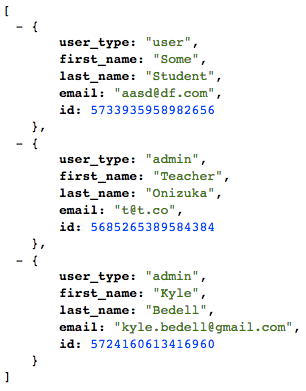 [
- {
user_type: "user",
first_name: "Some",
last_name: "Student",
email: "aasd@df.com",
id: 5733935958982656
},
- {
user_type: "admin",
first_name: "Teacher",
last_name: "Onizuka",
email: "t@t.co",
id: 5685265389584384
},
- {
user_type: "admin",
first_name: "Kyle",
last_name: "Bedell",
email: "kyle.bedell@gmail.com",
id: 5724160613416960
}
]